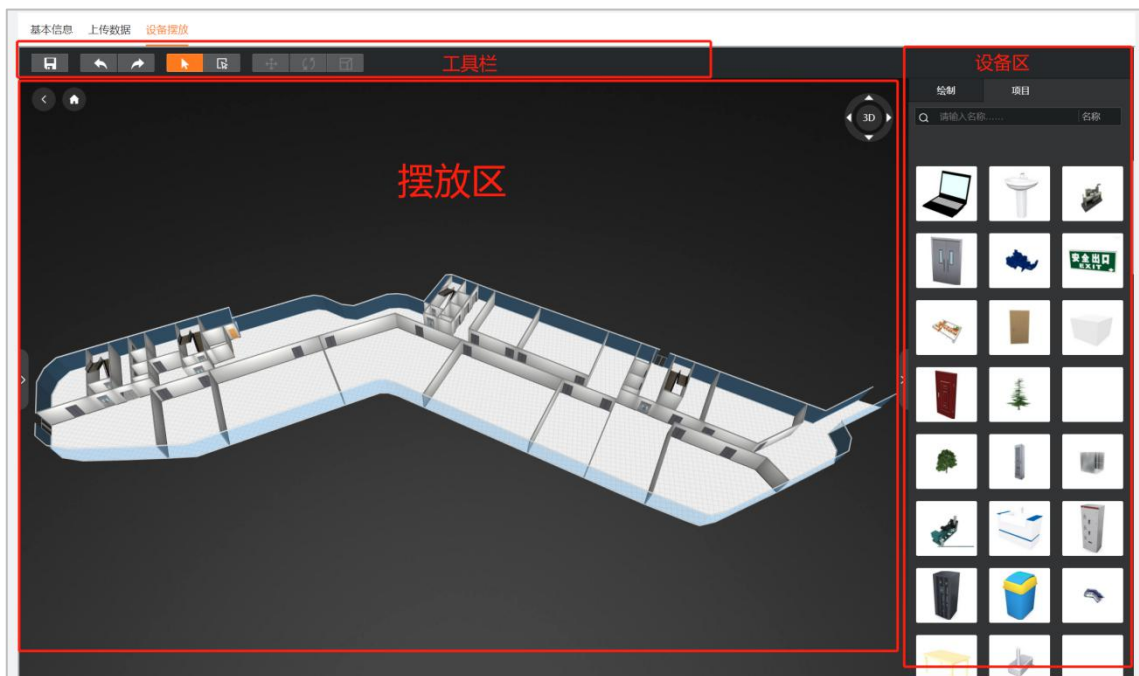 基本信息 上传数据 设备摆放
工具栏
设备区
绘制 项目
请输入名称...... 名称
3D
摆放区
安全出口
EXIT